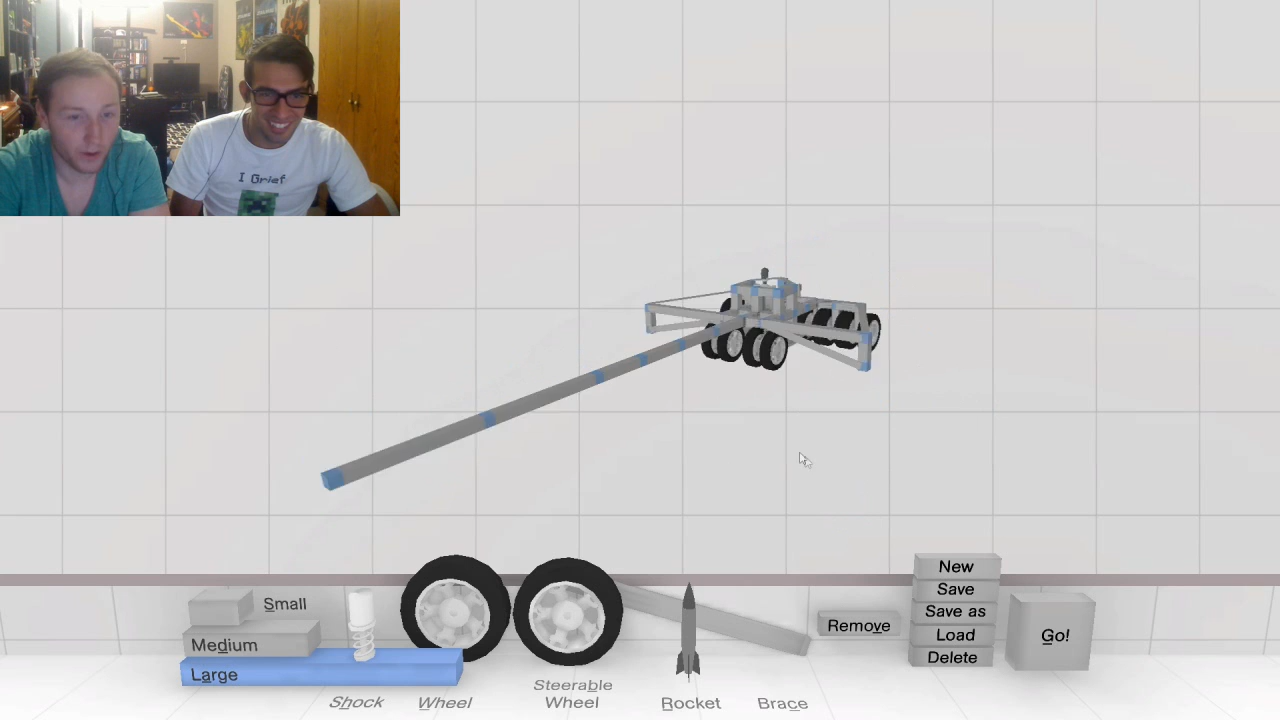 I Grief
Small
Medium
Large
Shock
Wheel
Steerable
Wheel
Rocket
Brace
Remove
New
Save
Save as
Load
Delete
Go!